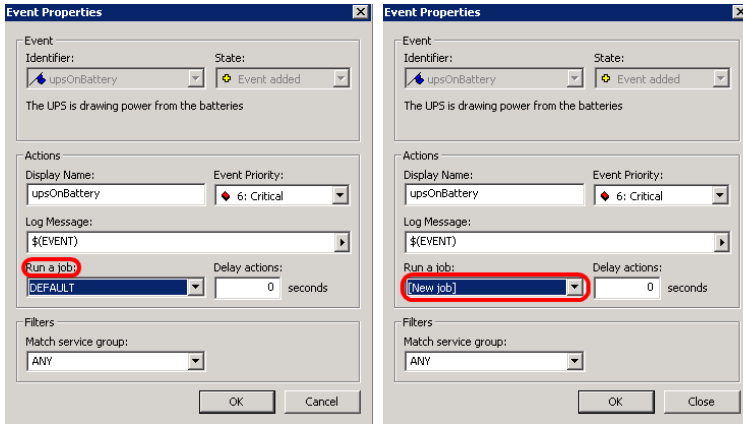 Event Properties
Event
Identifier: State:
upsOnBattery Event added
The UPS is drawing power from the batteries
Actions
Display Name: Event Priority:
upsOnBattery 6: Critical
Log Message:
$(EVENT)
Run a job: Delay actions:
DEFAULT 0 seconds
Filters
Match service group:
ANY
OK Cancel
Event Properties
Event
Identifier: State:
upsOnBattery Event added
The UPS is drawing power from the batteries
Actions
Display Name: Event Priority:
upsOnBattery 6: Critical
Log Message:
$(EVENT)
Run a job: Delay actions:
[New job] 0 seconds
Filters
Match service group:
ANY
OK Close